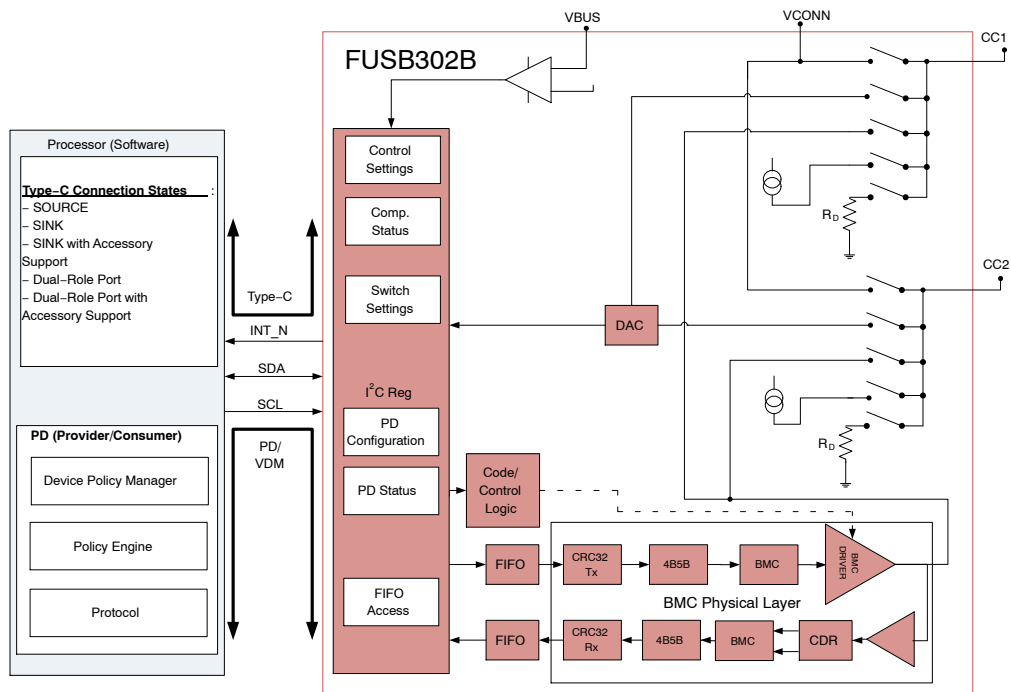 VBUS
VCONN
CC1
FUSB302B
Processor (Software)
Type−C Connection States :
− SOURCE
− SINK
− SINK with Accessory
Support
− Dual−Role Port
− Dual−Role Port with
Accessory Support
Control
Settings
Comp.
Status
Switch
Settings
Type−C
INT_N
SDA
SCL
I2C Reg
PD
Configuration
PD Status
FIFO
Access
PD/
VDM
PD (Provider/Consumer)
Device Policy Manager
Policy Engine
Protocol
RD
CC2
DAC
RD
Code/
Control
Logic
FIFO
CRC32
Tx
4B5B
BMC
BMC
DRIVER
BMC Physical Layer
FIFO
CRC32
Rx
4B5B
BMC
CDR